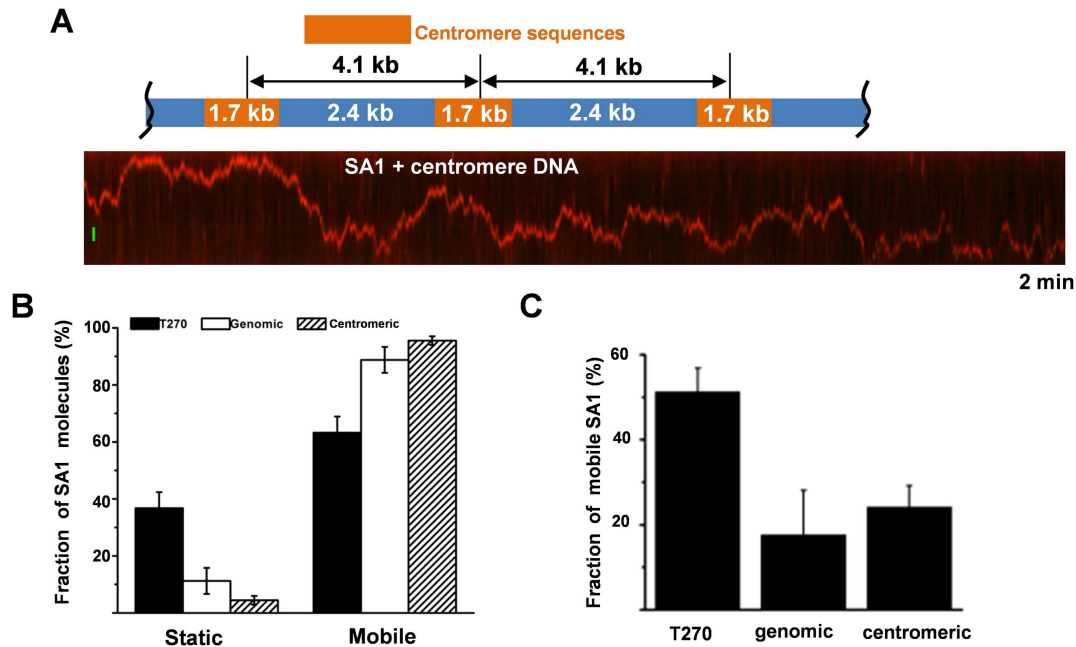 A
Centromere sequences
4.1 kb 4.1 kb
1.7 kb 2.4 kb 1.7 kb 2.4 kb 1.7 kb
SA1 + centromere DNA
2 min
B
T270 Genomic Centromeric
Fraction of SA1 molecules (%)
100
80
60
40
20
Static Mobile
C
Fraction of mobile SA1 (%)
60
40
20
T270 genomic centromeric